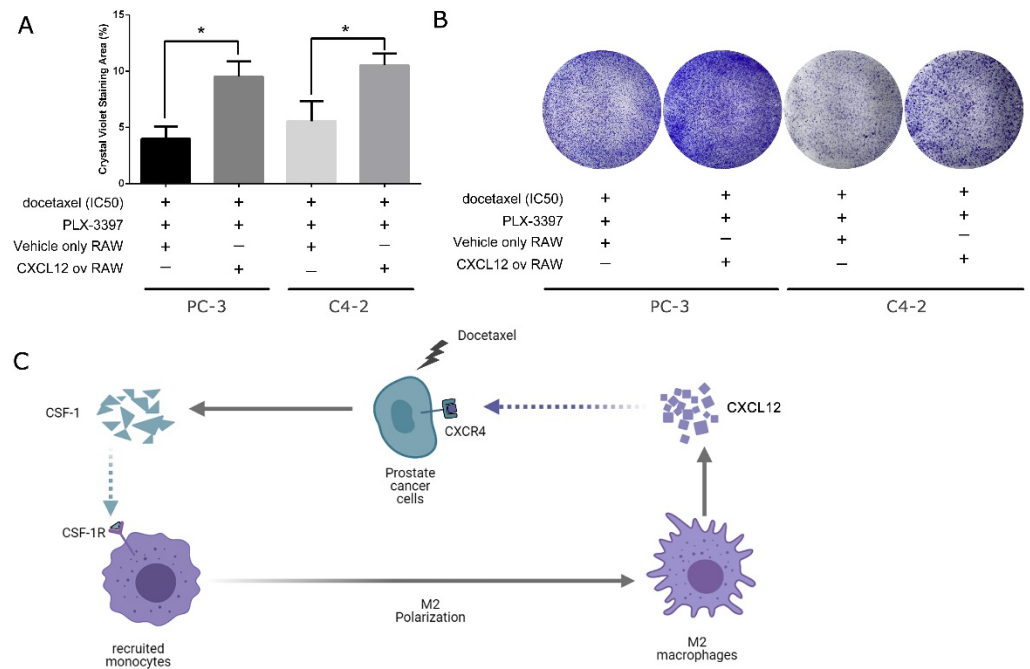 A
Crystal Violet Staining Area (%)
15
10
5
0
* *
docetaxel (IC50) + + + +
PLX-3397 + + + +
Vehicle only RAW + – + –
CXCL12 ov RAW – + – +
PC-3 C4-2
B
docetaxel (IC50) + + + +
PLX-3397 + + + +
Vehicle only RAW + – + –
CXCL12 ov RAW – + – +
PC-3 C4-2
C
Docetaxel
CSF-1
CXCR4
CXCL12
Prostate
cancer
cells
CSF-1R
M2
Polarization
recruited
monocytes
M2
macrophages